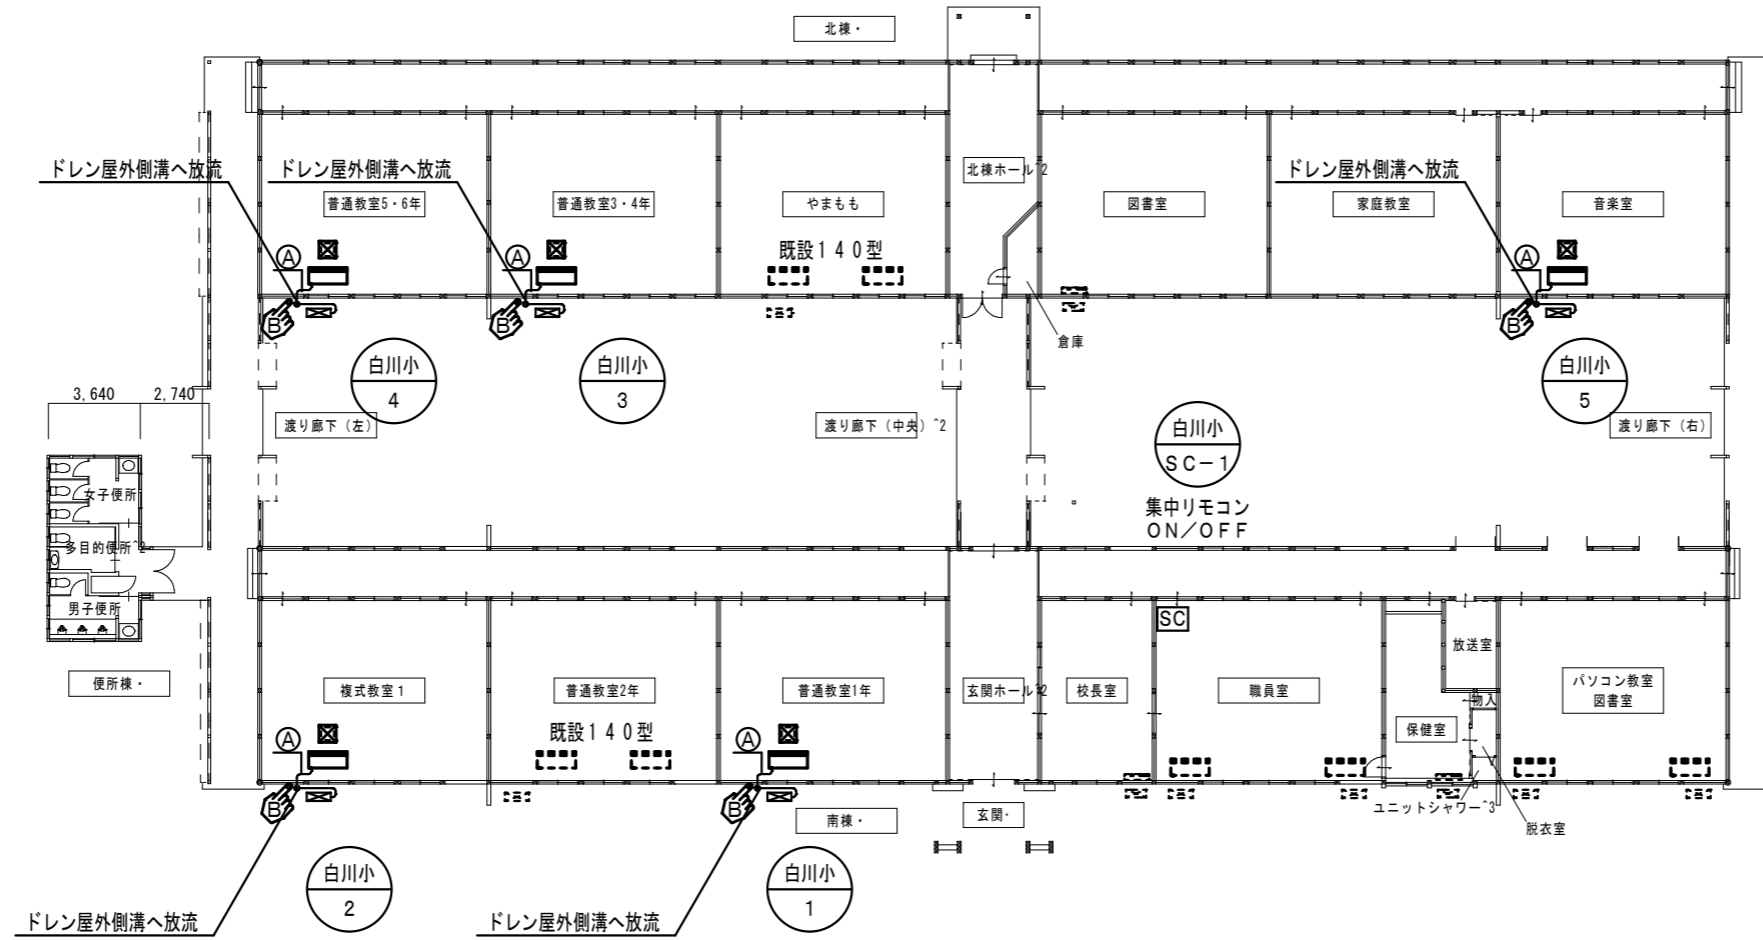 北棟・
ドレン屋外側溝へ放流
ドレン屋外側溝へ放流
ドレン屋外側溝へ放流
北棟ホール^2
普通教室5・6年
普通教室3・4年
やまもも
図書室
家庭教室
音楽室
既設140型
A
A
A
B
B
B
倉庫
白川小
4
白川小
3
白川小
5
3,640
2,740
渡り廊下（左）
渡り廊下（中央）^2
渡り廊下（右）
白川小
SC-1
集中リモコン
ON/OFF
女子便所
多目的便所^2
男子便所
便所棟・
SC
放送室
複式教室1
普通教室2年
普通教室1年
玄関ホール^2
校長室
職員室
物入
保健室
パソコン教室
図書室
既設140型
A
A
B
B
南棟・
玄関・
ユニットシャワー^3
脱衣室
白川小
2
白川小
1
ドレン屋外側溝へ放流
ドレン屋外側溝へ放流